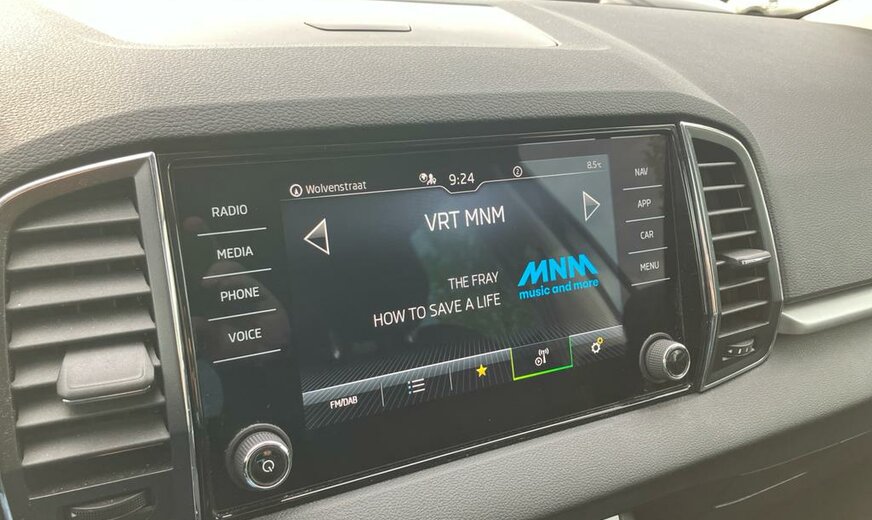 Wolvenstraat
9:24
2
8.5°C
RADIO
MEDIA
PHONE
VOICE
VRT MNM
THE FRAY
HOW TO SAVE A LIFE
MNM
music and more
FM/DAB
NAV
APP
CAR
MENU